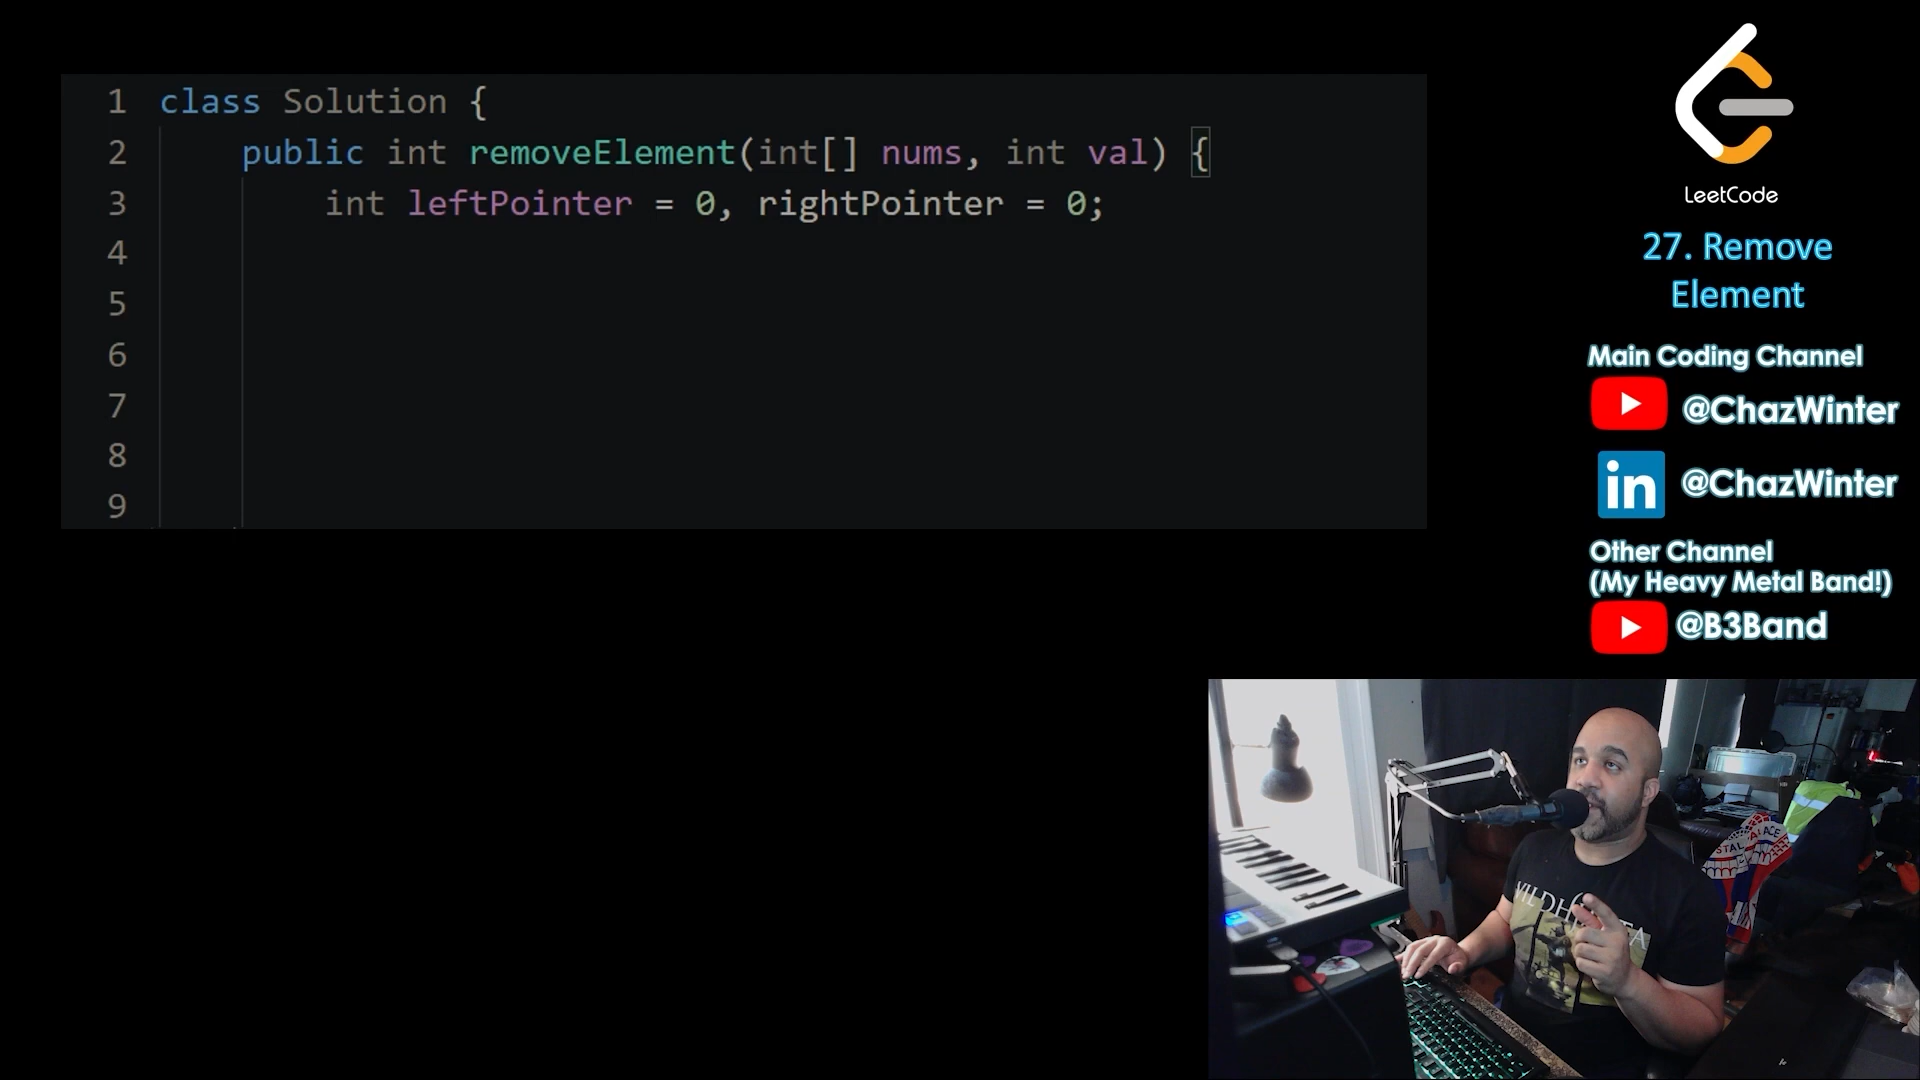 1 class Solution {
2 public int removeElement(int[] nums, int val) {
3 int leftPointer = 0, rightPointer = 0;
4
5
6
7
8
9
LeetCode
27. Remove
Element
Main Coding Channel
@ChazWinter
in @ChazWinter
Other Channel
(My Heavy Metal Band!)
@B3Band